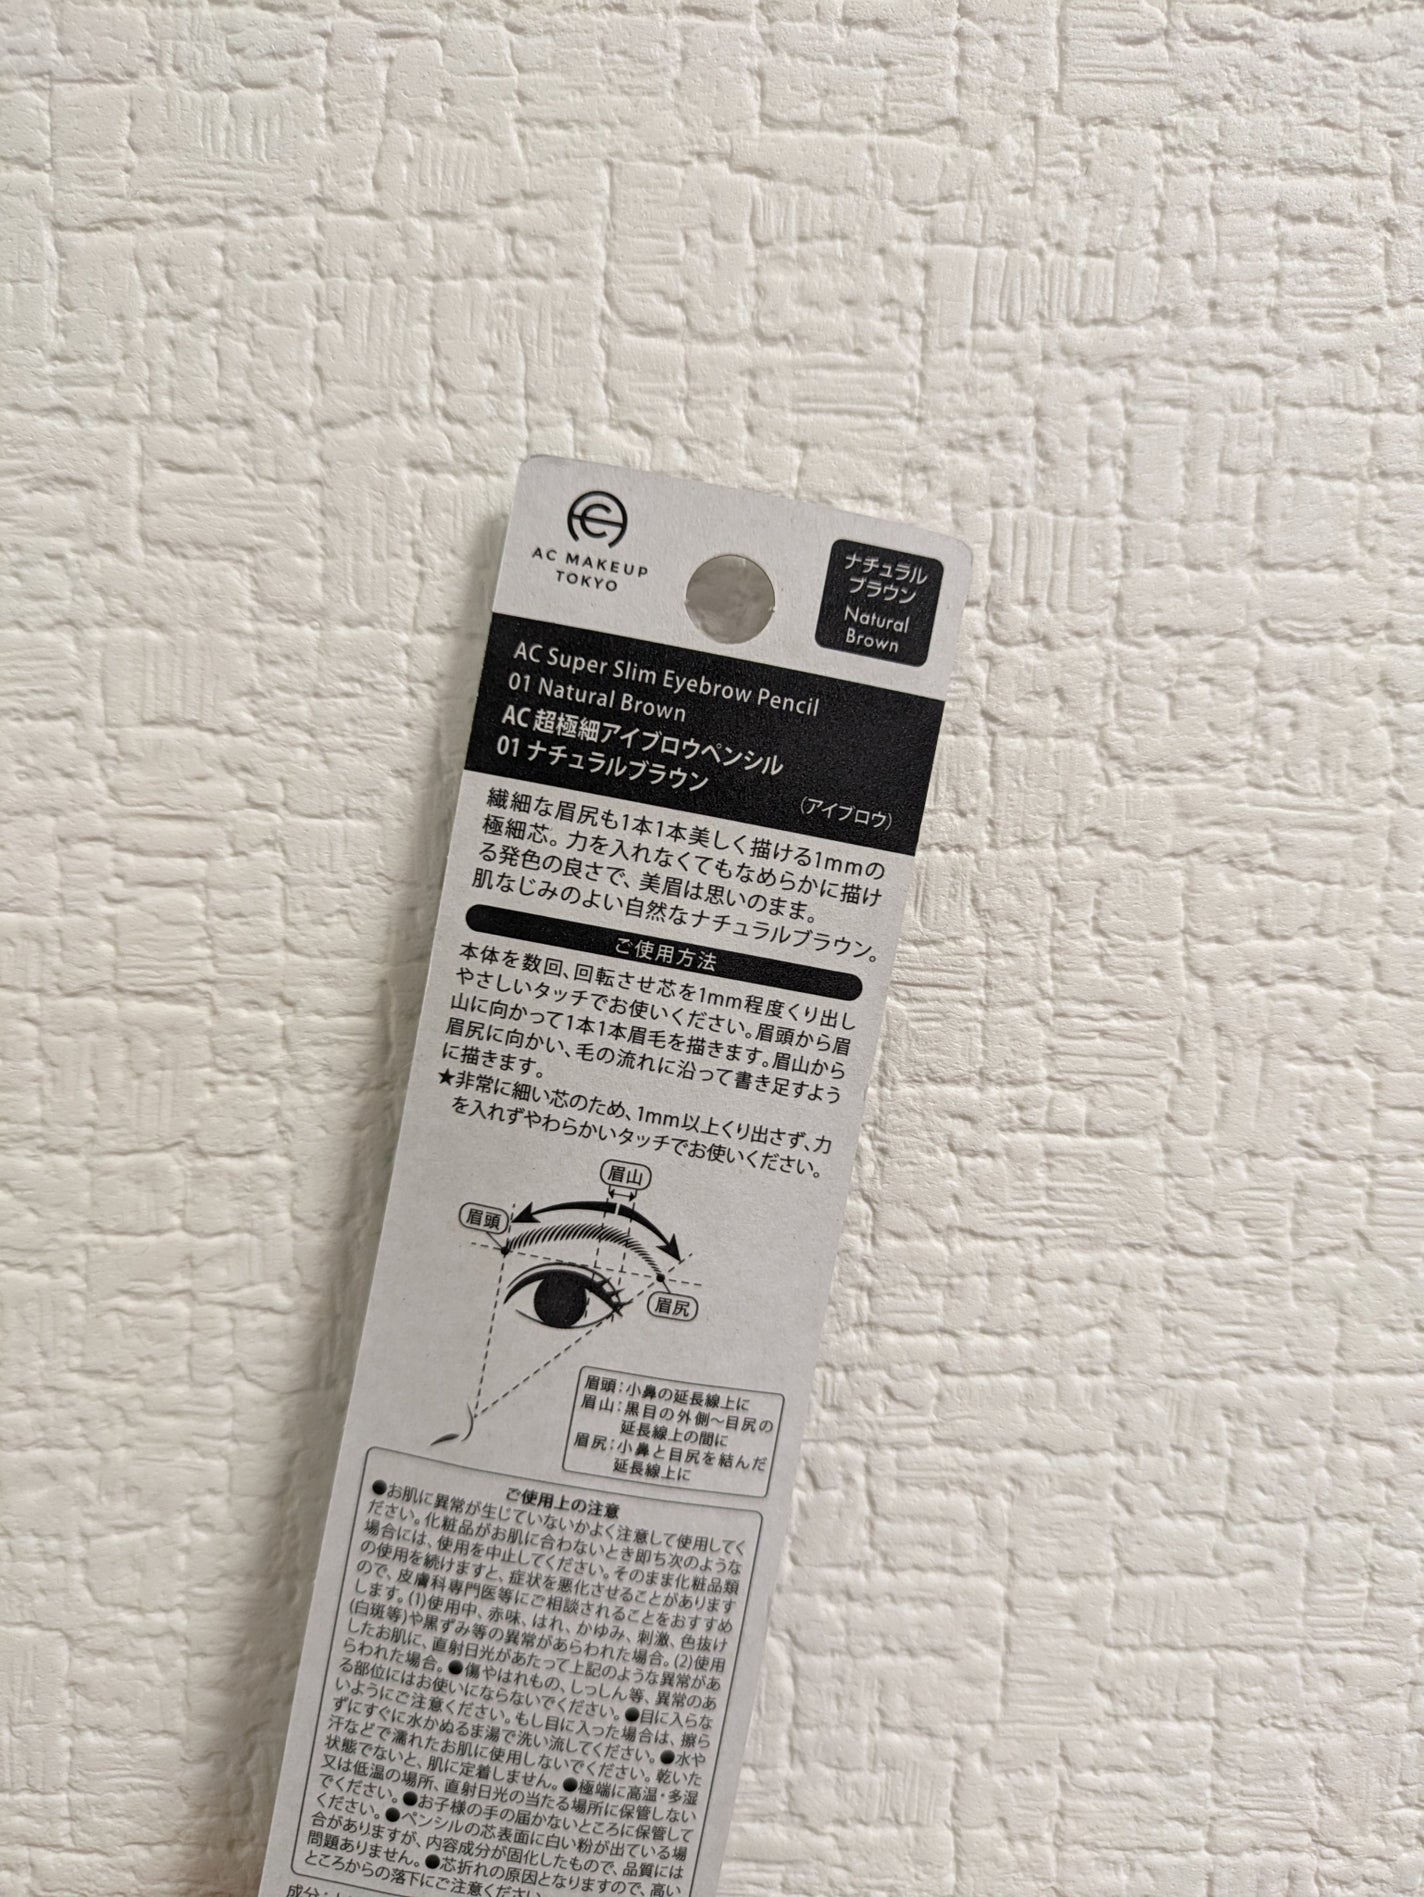 AC MAKEUP
TOKYO
ナチュラル
ブラウン
Natural
Brown
AC Super Slim Eyebrow Pencil
01 Natural Brown
AC 超極細アイブロウペンシル
01 ナチュラルブラウン
（アイブロウ）
繊細な眉尻も1本1本美しく描ける1mmの
極細芯。力を入れなくてもなめらかに描け
る発色の良さで、美眉は思いのまま。
肌なじみのよい自然なナチュラルブラウン。
ご使用方法
本体を数回、回転させ芯を1mm程度くり出し
やさしいタッチでお使いください。眉頭から眉
山に向かって1本1本眉毛を描きます。眉山から
眉尻に向かい、毛の流れに沿って書き足すよう
に描きます。
★非常に細い芯のため、1mm以上くり出さず、力
を入れずやわらかいタッチでお使いください。
眉山
眉頭
眉尻
眉頭：小鼻の延長線上に
眉山：黒目の外側〜目尻の
延長線上の間に
眉尻：小鼻と目尻を結んだ
延長線上に
ご使用上の注意
●お肌に異常が生じていないかよく注意して使用してく
ださい。化粧品がお肌に合わないとき即ち次のような
場合には、使用を中止してください。そのまま化粧品類
の使用を続けますと、症状を悪化させることがあります
ので、皮膚科専門医等にご相談されることをおすすめ
します。(1)使用中、赤味、はれ、かゆみ、刺激、色抜け
(白斑等)や黒ずみ等の異常があらわれた場合。(2)使用
したお肌に、直射日光があたって上記のような異常があ
らわれた場合。●傷やはれもの、しっしん等、異常のあ
る部位にはお使いにならないでください。●目に入らな
いようにご注意ください。もし目に入った場合は、擦ら
ずにすぐに水かぬるま湯で洗い流してください。●水や
汗などで濡れたお肌に使用しないでください。乾いた
状態でないと、肌に定着しません。●極端に高温・多湿
又は低温の場所、直射日光の当たる場所に保管しない
でください。●お子様の手の届かないところに保管して
ください。●ペンシルの芯表面に白い粉が出ている場
合がありますが、内容成分が固化したもので、品質には
問題ありません。●芯折れの原因となりますので、高い
ところからの落下にご注意ください
成分：